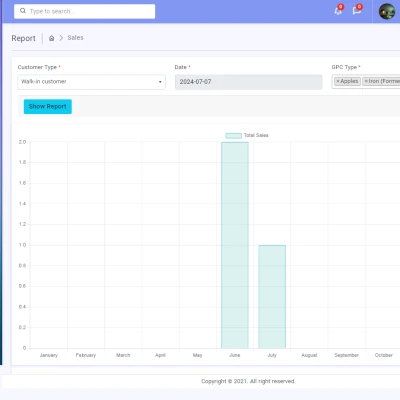 Type to search...
Report
Sales
Customer Type *
Date *
GPC Type *
Walk-in customer
2024-07-07
× Apples
× Iron (Forme
Show Report
Total Sales
2.0
1.8
1.6
1.4
1.2
1.0
0.8
0.6
0.4
0.2
0
January
February
March
April
May
June
July
August
September
October
Copyright © 2021. All right reserved.